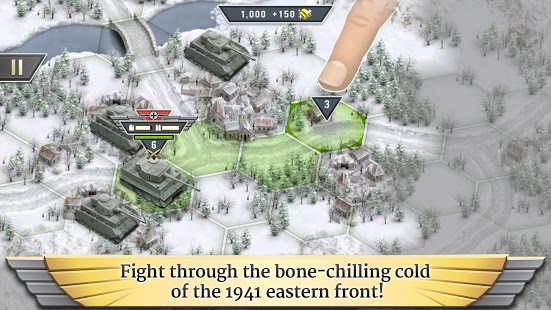 1,000 +150
3
6
Fight through the bone-chilling cold
of the 1941 eastern front!